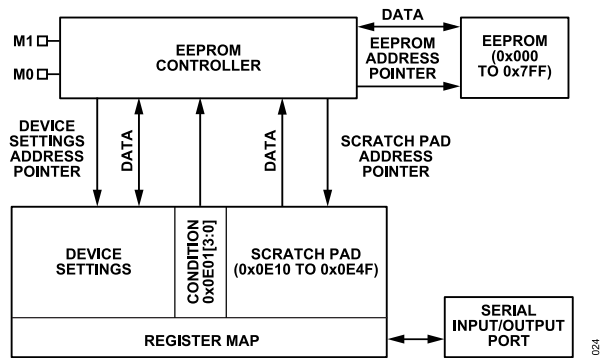 M1
M0
EEPROM
CONTROLLER
DATA
EEPROM
ADDRESS
POINTER
EEPROM
(0x000
TO 0x7FF)
DEVICE
SETTINGS
ADDRESS
POINTER
DATA
DATA
SCRATCH PAD
ADDRESS
POINTER
DEVICE
SETTINGS
CONDITION
0x0E01[3:0]
SCRATCH PAD
(0x0E10 TO 0x0E4F)
REGISTER MAP
SERIAL
INPUT/OUTPUT
PORT
024